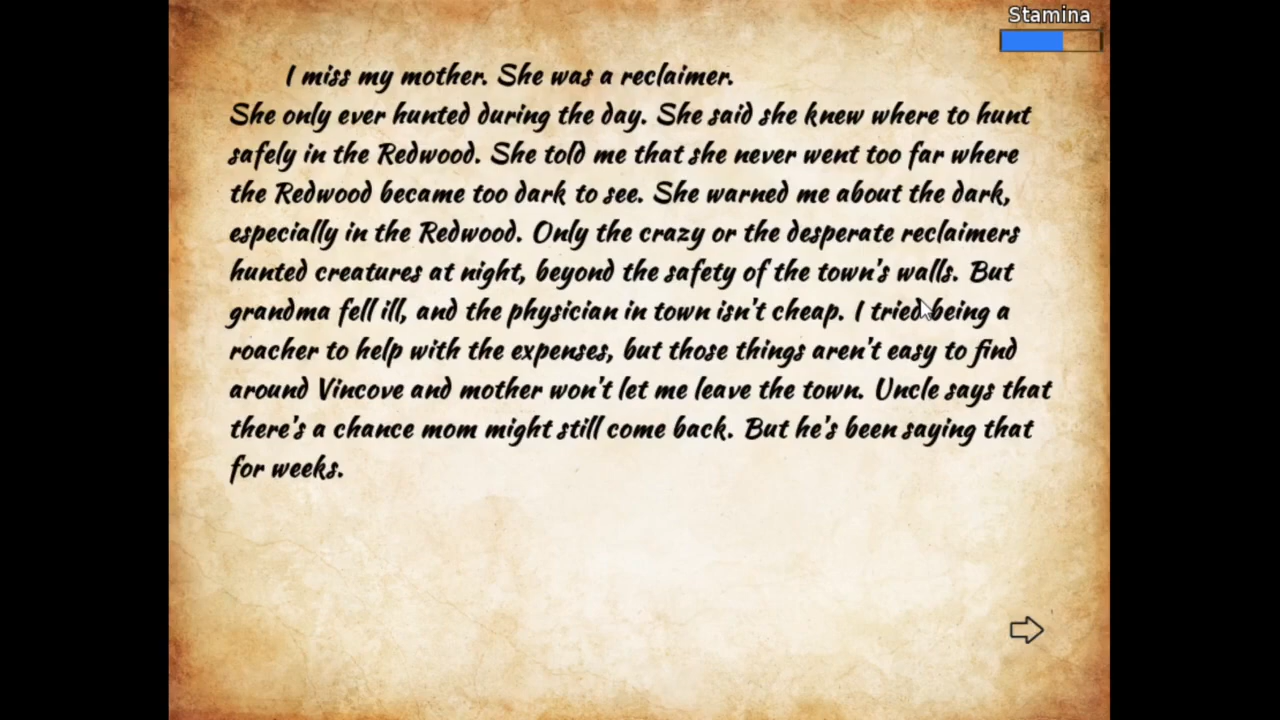 Stamina
I miss my mother. She was a reclaimer.
She only ever hunted during the day. She said she knew where to hunt
safely in the Redwood. She told me that she never went too far where
the Redwood became too dark to see. She warned me about the dark,
especially in the Redwood. Only the crazy or the desperate reclaimers
hunted creatures at night, beyond the safety of the town's walls. But
grandma fell ill, and the physician in town isn't cheap. I tried being a
roacher to help with the expenses, but those things aren't easy to find
around Vincove and mother won't let me leave the town. Uncle says that
there's a chance mom might still come back. But he's been saying that
for weeks.